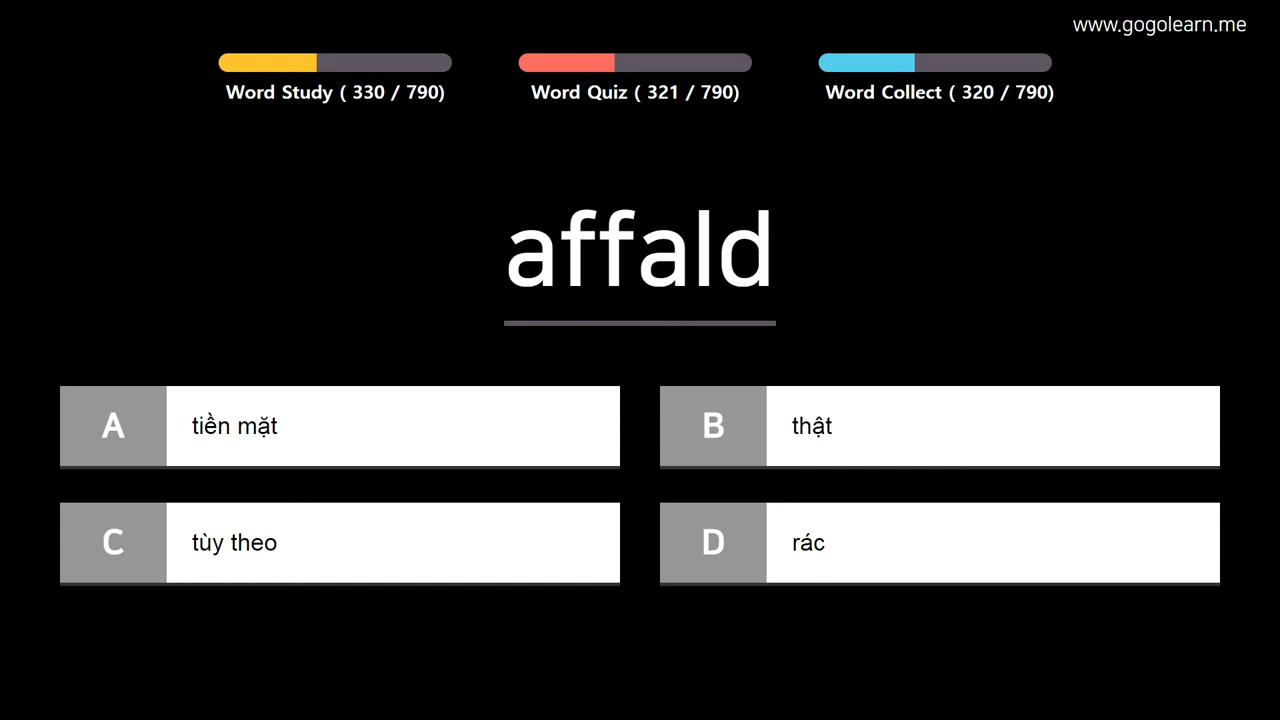 www.gogolearn.me
Word Study ( 330 / 790)
Word Quiz ( 321 / 790)
Word Collect ( 320 / 790)
affald
A
tiền mặt
B
thật
C
tùy theo
D
rác